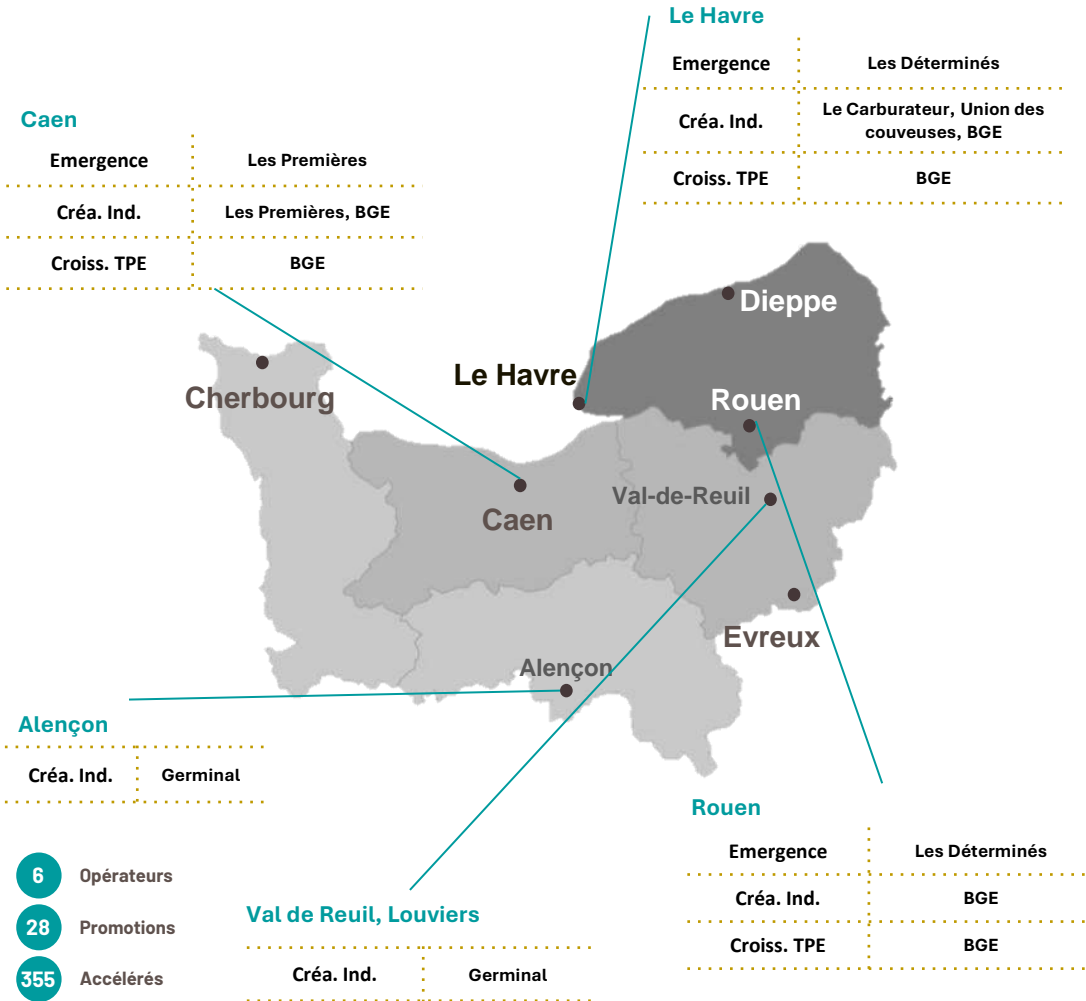 Le Havre
Emergence Les Déterminés
Créa. Ind. Le Carburateur, Union des
couveuses, BGE
Croiss. TPE BGE
Caen
Emergence Les Premières
Créa. Ind. Les Premières, BGE
Croiss. TPE BGE
Dieppe
Le Havre
Cherbourg
Rouen
Val-de-Reuil
Caen
Evreux
Alençon
Alençon
Créa. Ind. Germinal
Rouen
Emergence Les Déterminés
Créa. Ind. BGE
Croiss. TPE BGE
6 Opérateurs
28 Promotions
355 Accélérés
Val de Reuil, Louviers
Créa. Ind. Germinal